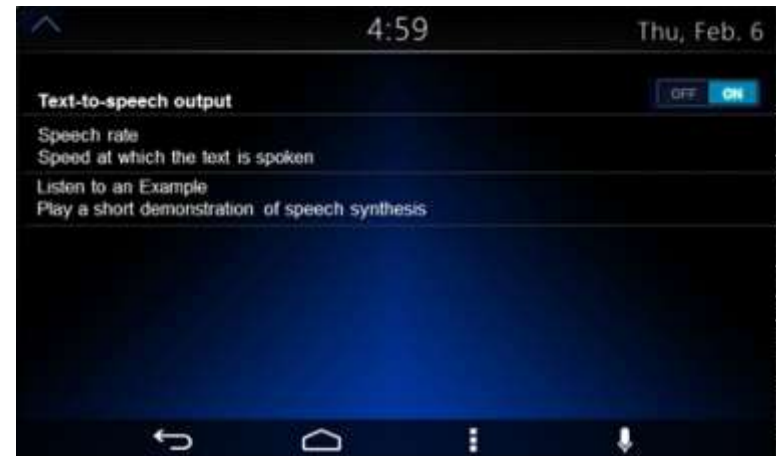 4:59
Thu, Feb. 6
Text-to-speech output
OFF ON
Speech rate
Speed at which the text is spoken
Listen to an Example
Play a short demonstration of speech synthesis